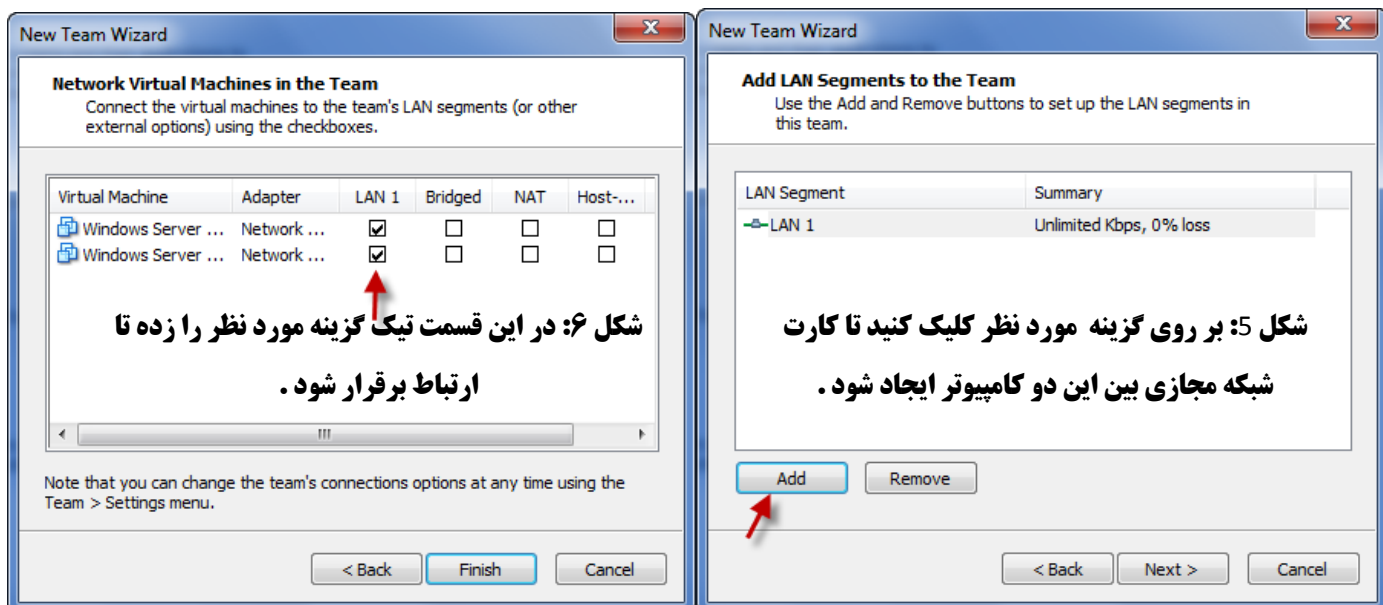 New Team Wizard
Network Virtual Machines in the Team
Connect the virtual machines to the team's LAN segments (or other
external options) using the checkboxes.
Virtual Machine Adapter LAN 1 Bridged NAT Host-...
Windows Server ... Network ...
Windows Server ... Network ...
شکل ۶: در این قسمت تیک گزینه مورد نظر را زده تا
ارتباط برقرار شود .
Note that you can change the team's connections options at any time using the
Team > Settings menu.
< Back Finish Cancel
New Team Wizard
Add LAN Segments to the Team
Use the Add and Remove buttons to set up the LAN segments in
this team.
LAN Segment Summary
LAN 1 Unlimited Kbps, 0% loss
شکل 5: بر روی گزینه مورد نظر کلیک کنید تا کارت
شبکه مجازی بین این دو کامپیوتر ایجاد شود .
Add Remove
< Back Next > Cancel